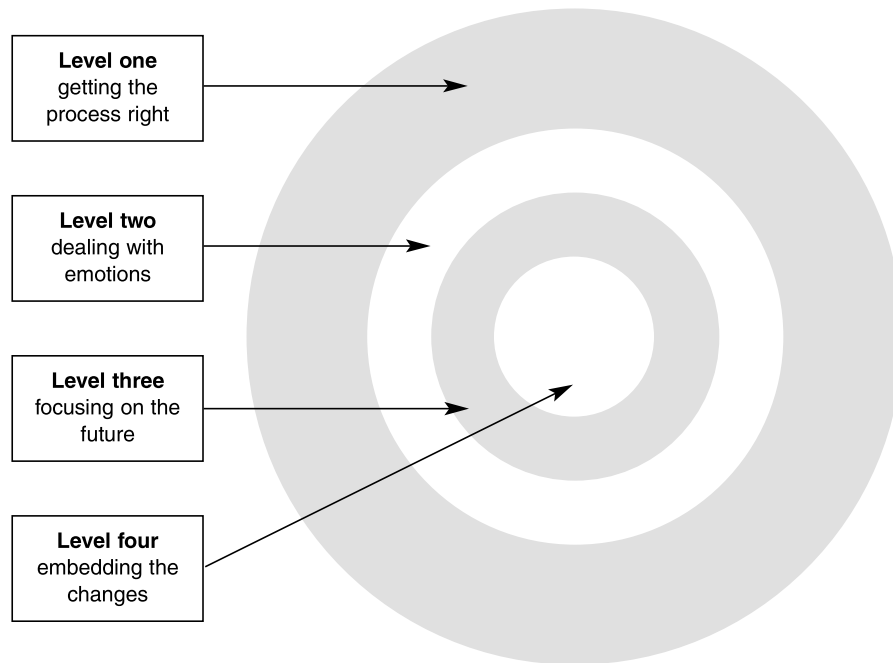 Level one
getting the
process right
Level two
dealing with
emotions
Level three
focusing on the
future
Level four
embedding the
changes